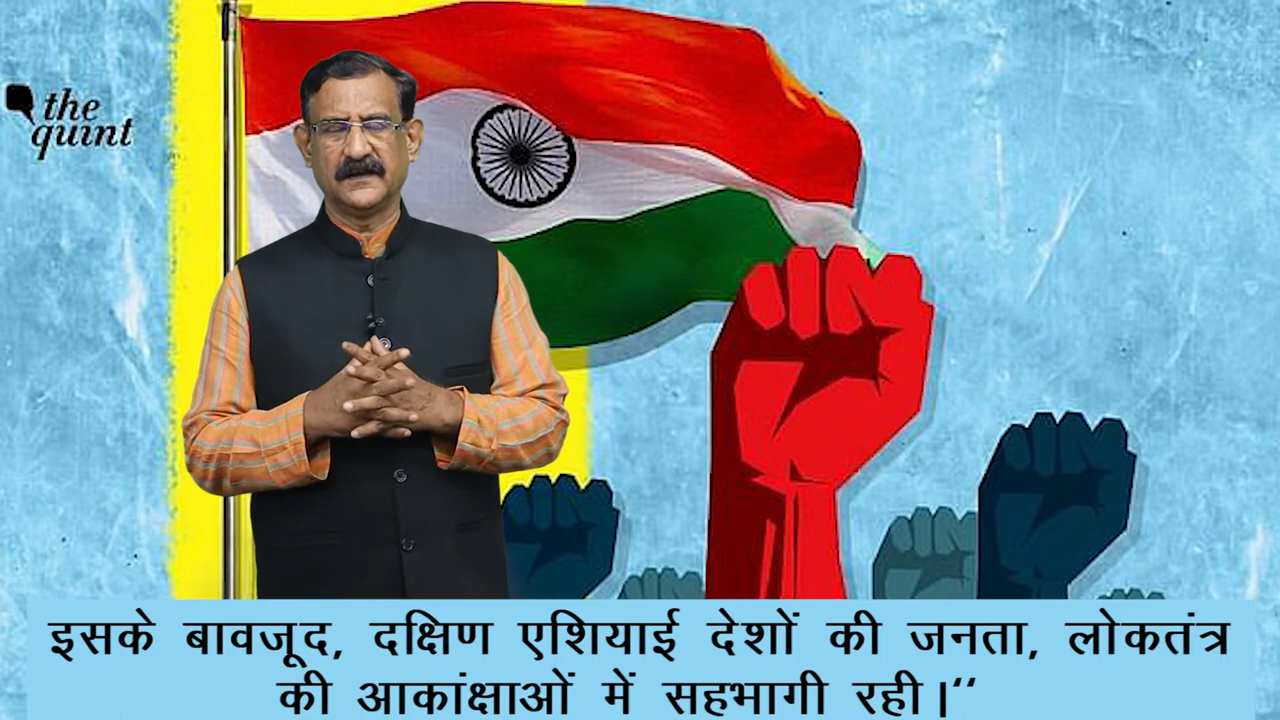 the
quint
इसके बावजूद, दक्षिण एशियाई देशों की जनता, लोकतंत्र
की आकांक्षाओं में सहभागी रही।“